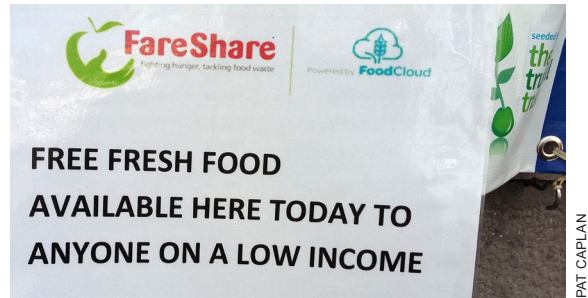 FareShare
fighting hunger, tackling food waste
Powered by FoodCloud
seeded
the
FREE FRESH FOOD
AVAILABLE HERE TODAY TO
ANYONE ON A LOW INCOME
PAT CAPLAN